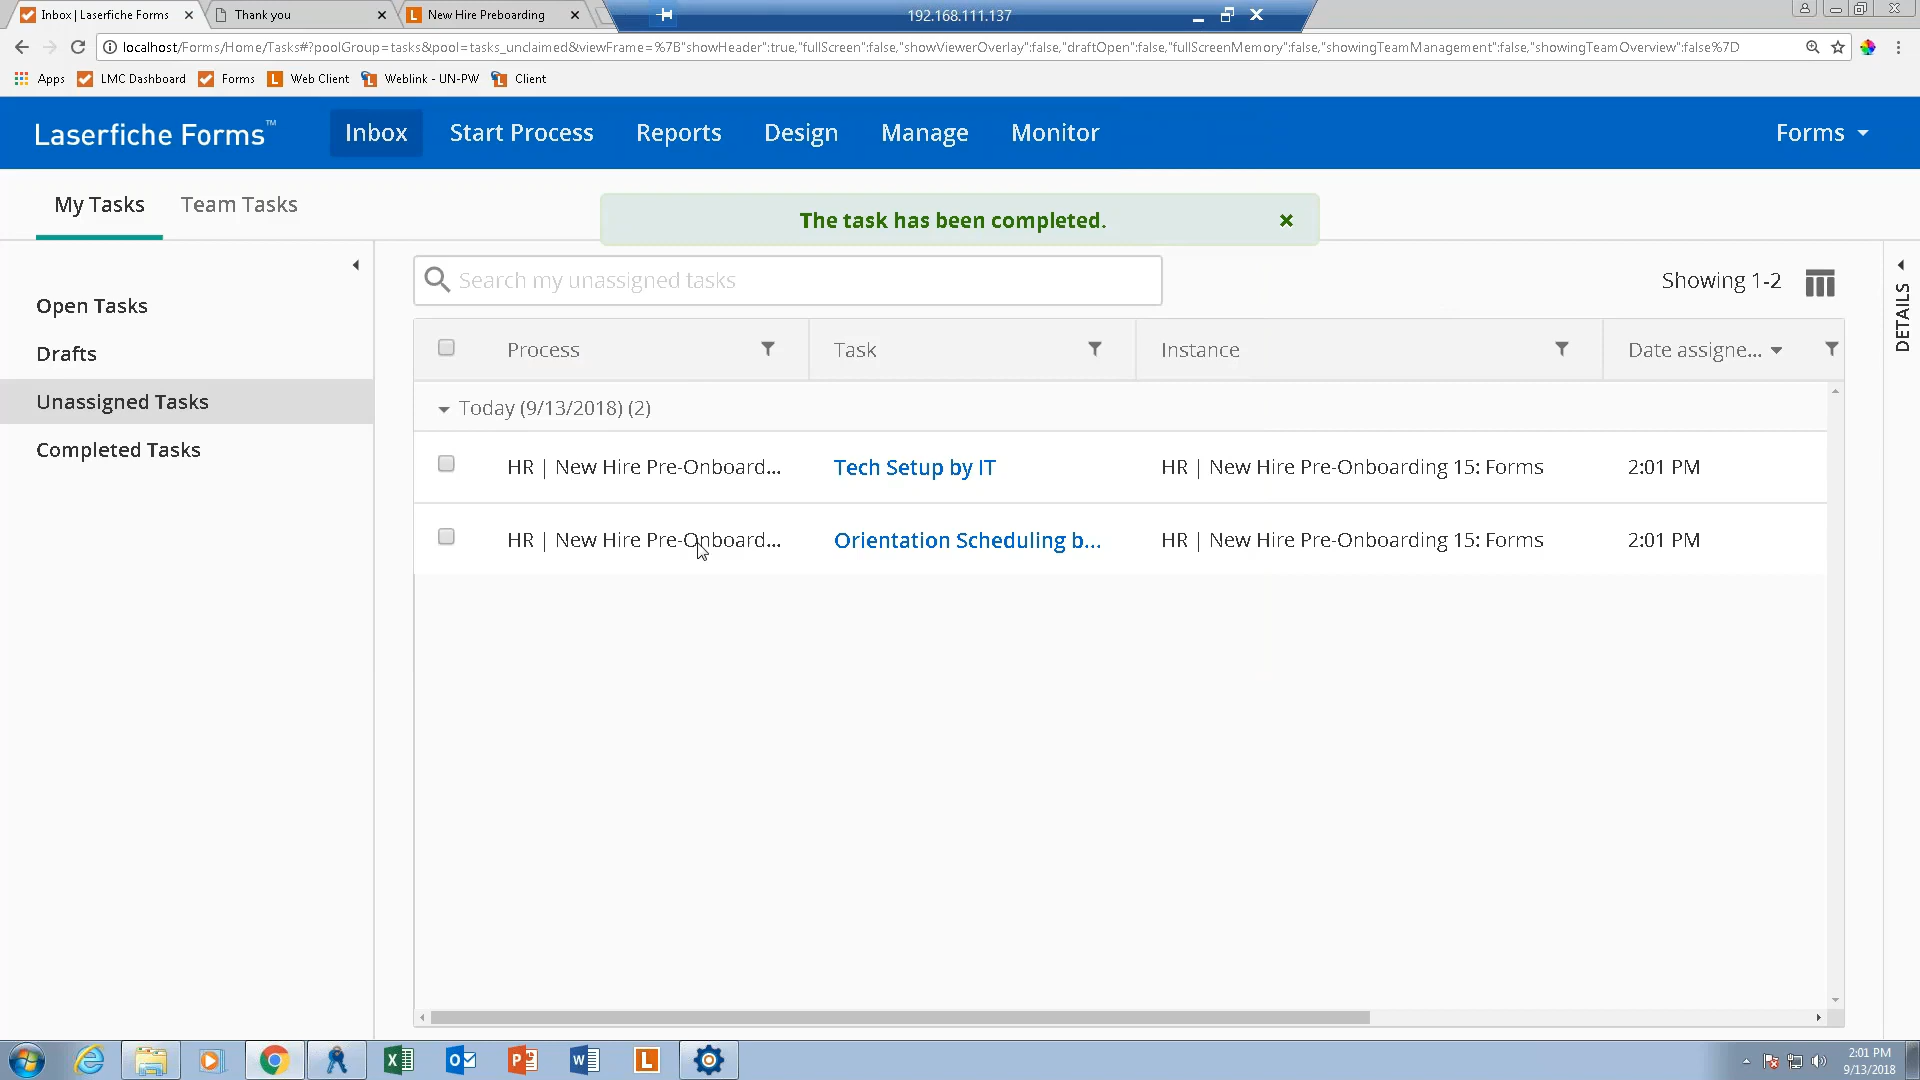 Inbox | Laserfiche Forms
Thank you
New Hire Preboarding
192.168.111.137
localhost/Forms/Home/Tasks#?poolGroup=tasks&pool=tasks_unclaimed&viewFrame=%7B"showHeader":true,"fullScreen":false,"showViewerOverlay":false,"draftOpen":false,"fullScreenMemory":false,"showingTeamManagement":false,"showingTeamOverview":false%7D
Apps LMC Dashboard Forms Web Client Weblink - UN-PW Client
Laserfiche Forms™ Inbox Start Process Reports Design Manage Monitor Forms
My Tasks Team Tasks
The task has been completed.
Search my unassigned tasks
Showing 1-2
DETAILS
Open Tasks
Drafts
Unassigned Tasks
Completed Tasks
Process Task Instance Date assigne...
Today (9/13/2018) (2)
HR | New Hire Pre-Onboard... Tech Setup by IT HR | New Hire Pre-Onboarding 15: Forms 2:01 PM
HR | New Hire Pre-Onboard... Orientation Scheduling b... HR | New Hire Pre-Onboarding 15: Forms 2:01 PM
2:01 PM
9/13/2018